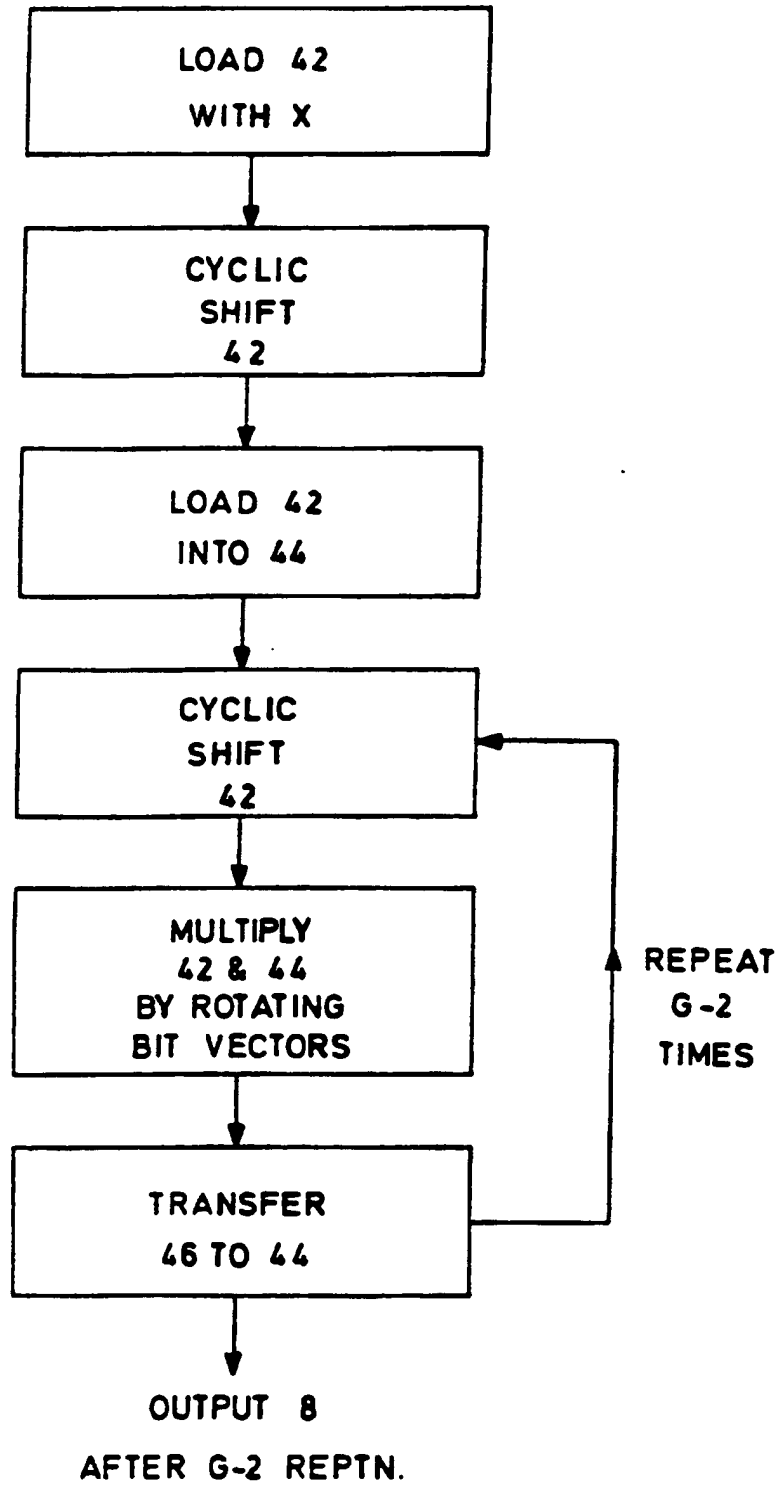 LOAD 42
WITH X
CYCLIC
SHIFT
42
LOAD 42
INTO 44
CYCLIC
SHIFT
42
MULTIPLY
42 & 44
BY ROTATING
BIT VECTORS
REPEAT
G-2
TIMES
TRANSFER
46 TO 44
OUTPUT 8
AFTER G-2 REPTN.